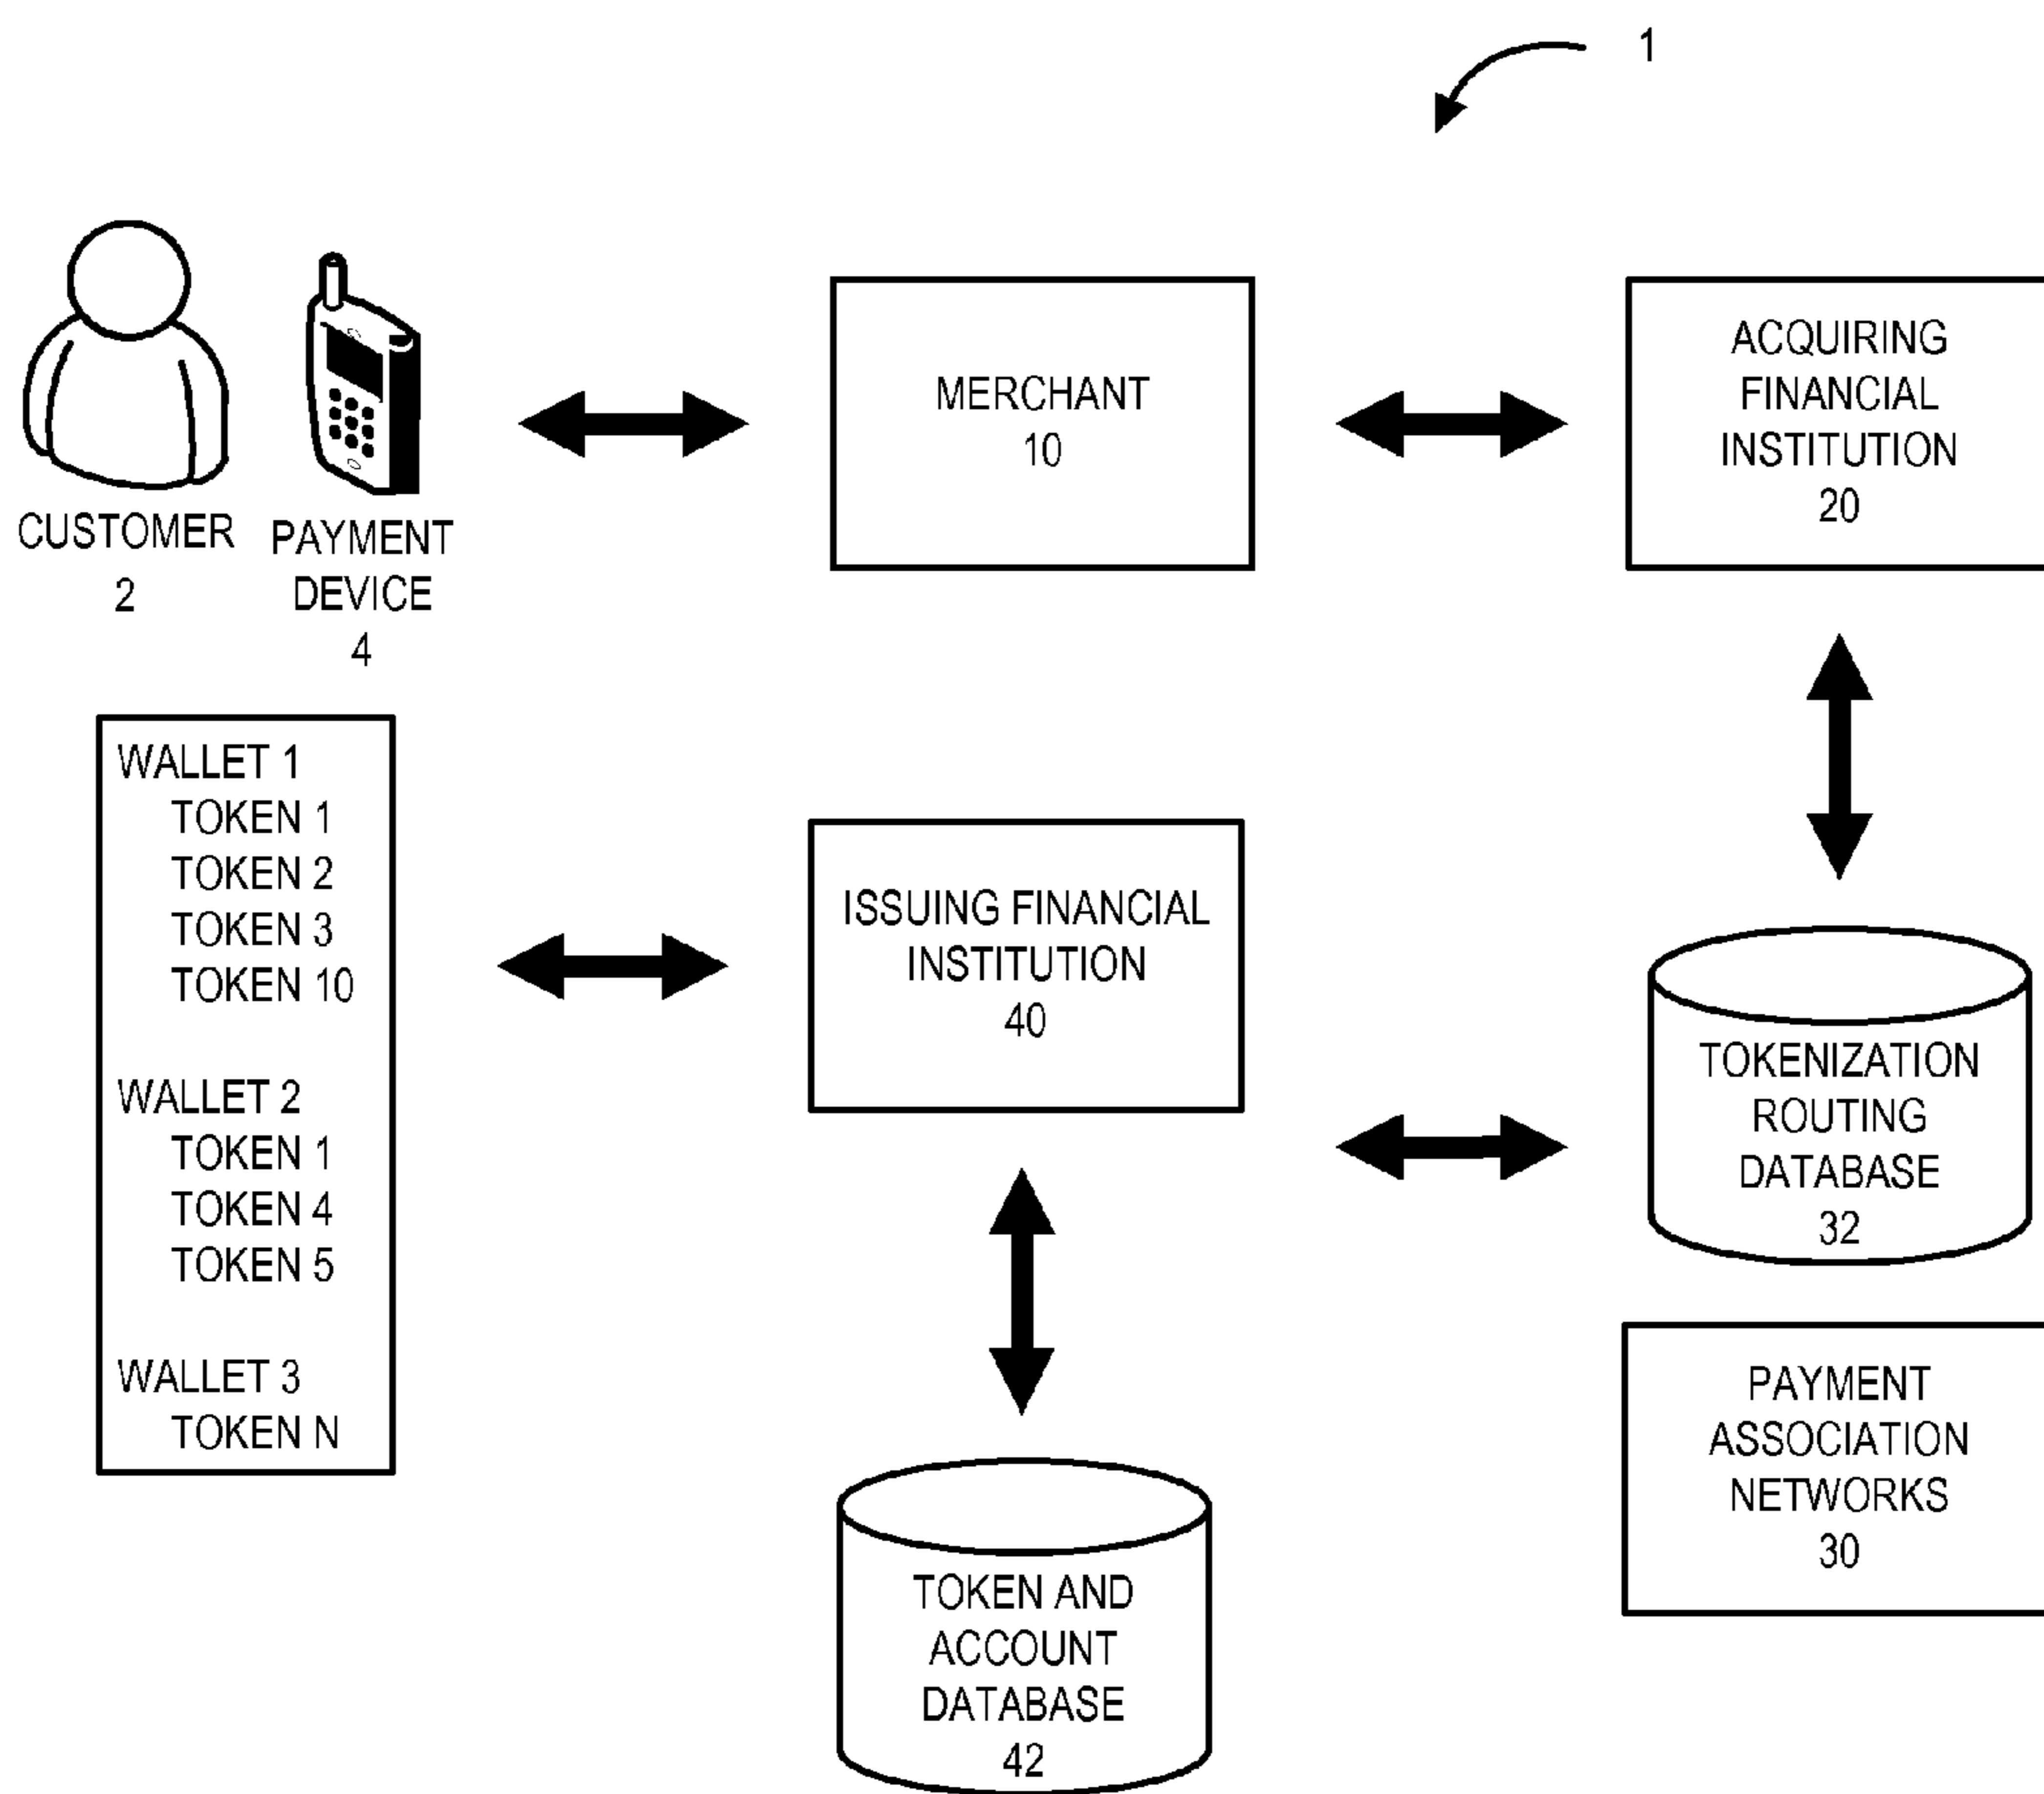 1
CUSTOMER
2
PAYMENT
DEVICE
4
MERCHANT
10
ACQUIRING
FINANCIAL
INSTITUTION
20
WALLET 1
TOKEN 1
TOKEN 2
TOKEN 3
TOKEN 10
WALLET 2
TOKEN 1
TOKEN 4
TOKEN 5
WALLET 3
TOKEN N
ISSUING FINANCIAL
INSTITUTION
40
TOKENIZATION
ROUTING
DATABASE
32
PAYMENT
ASSOCIATION
NETWORKS
30
TOKEN AND
ACCOUNT
DATABASE
42